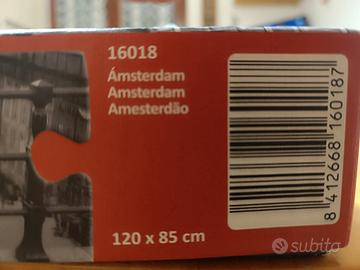 16018
Ámsterdam
Amsterdam
Amesterdão
120 x 85 cm
8 412668 160187
subito